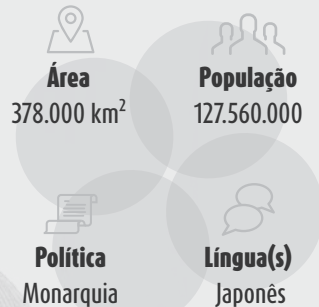 Área
378.000 km²
População
127.560.000
Política
Monarquia
Língua(s)
Japonês